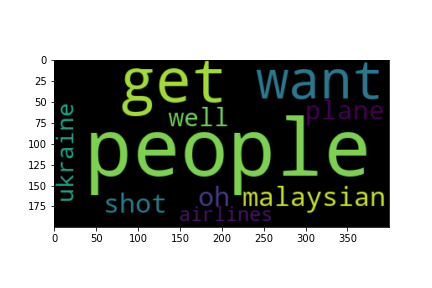 0
25
50
75
100
125
150
175
get want
plane
well
ukraine
people
shot oh malaysian
airlines
0 50 100 150 200 250 300 350